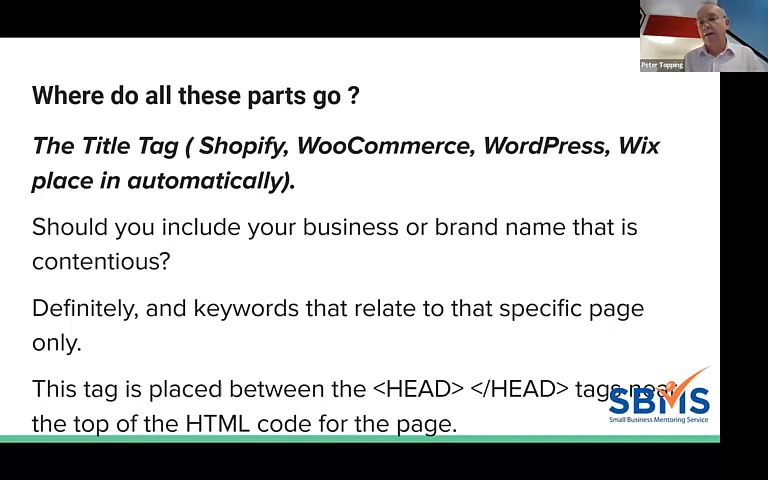 Peter Topping
Where do all these parts go ?
The Title Tag ( Shopify, WooCommerce, WordPress, Wix
place in automatically).
Should you include your business or brand name that is
contentious?
Definitely, and keywords that relate to that specific page
only.
This tag is placed between the <HEAD> </HEAD> tags near
the top of the HTML code for the page.
SBMS
Small Business Mentoring Service